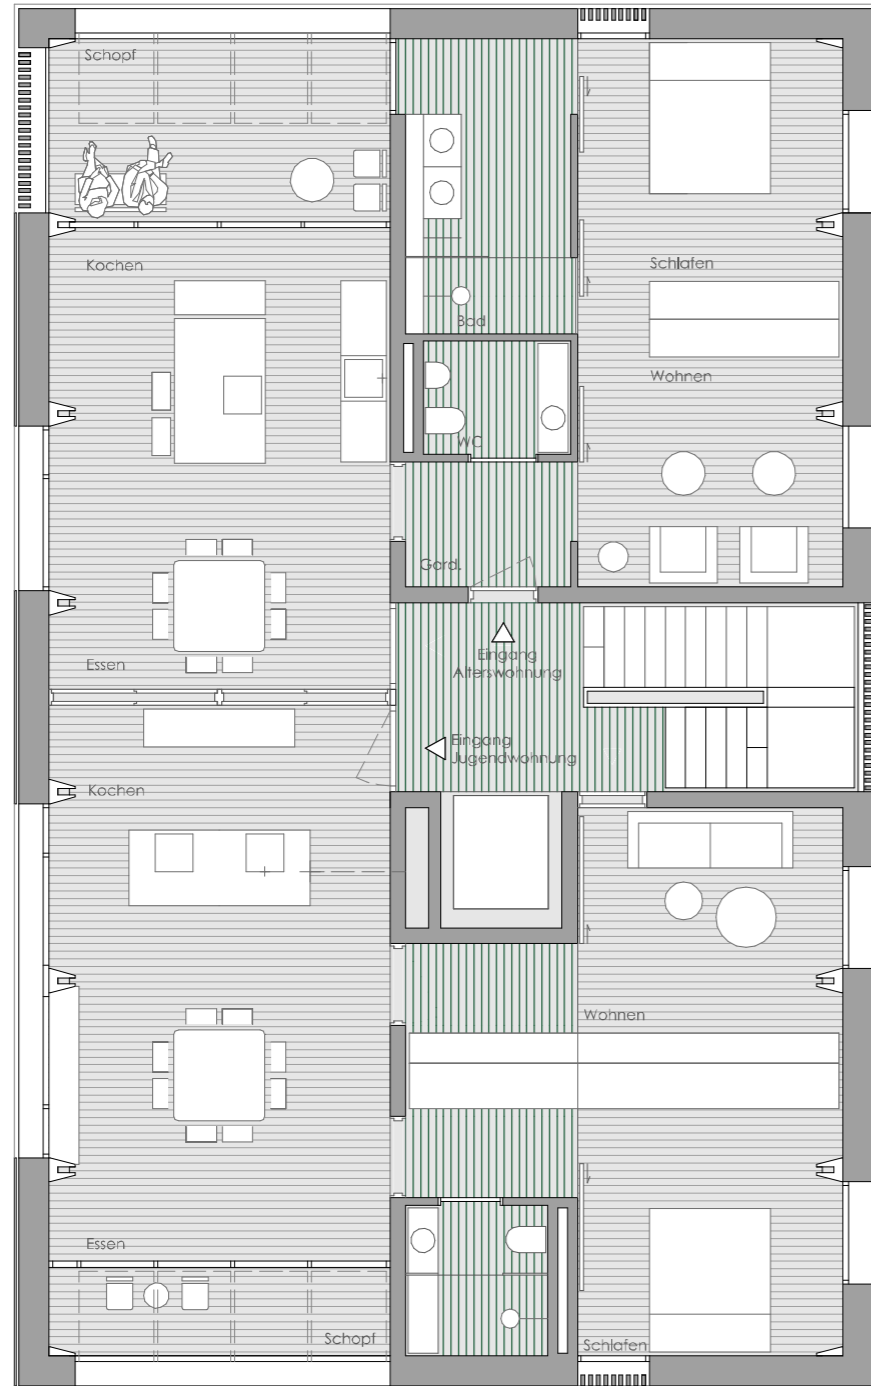 Schopf
Kochen
Schlafen
Bad
Wohnen
WC
Gard.
Essen
Eingang
Alterswohnung
Eingang
Jugendwohnung
Kochen
Wohnen
Essen
Schopf
Schlafen